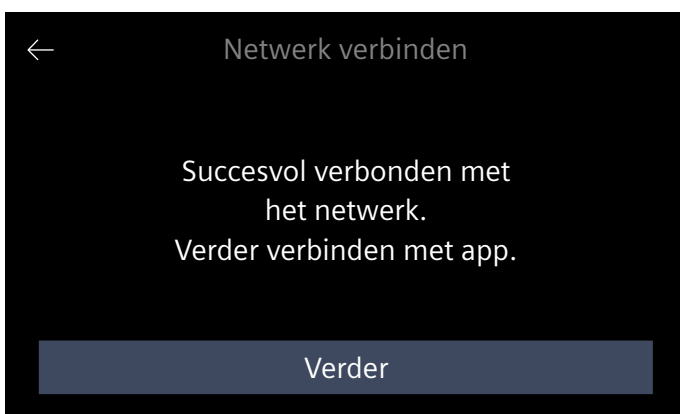 Netwerk verbinden
Succesvol verbonden met
het netwerk.
Verder verbinden met app.
Verder